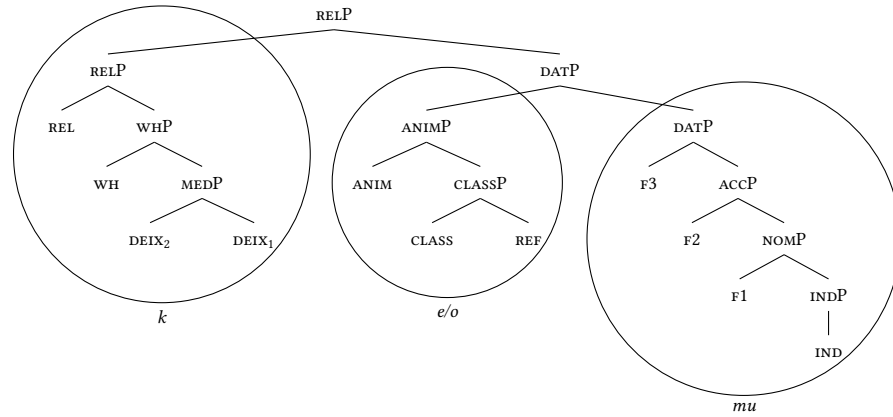 RELP
RELP DATP
REL WHP ANIMP DATP
WH MEDP ANIM CLASSP F3 ACCP
DEIX₂ DEIX₁ CLASS REF F2 NOMP
F1 INDP
k e/o
IND
mu